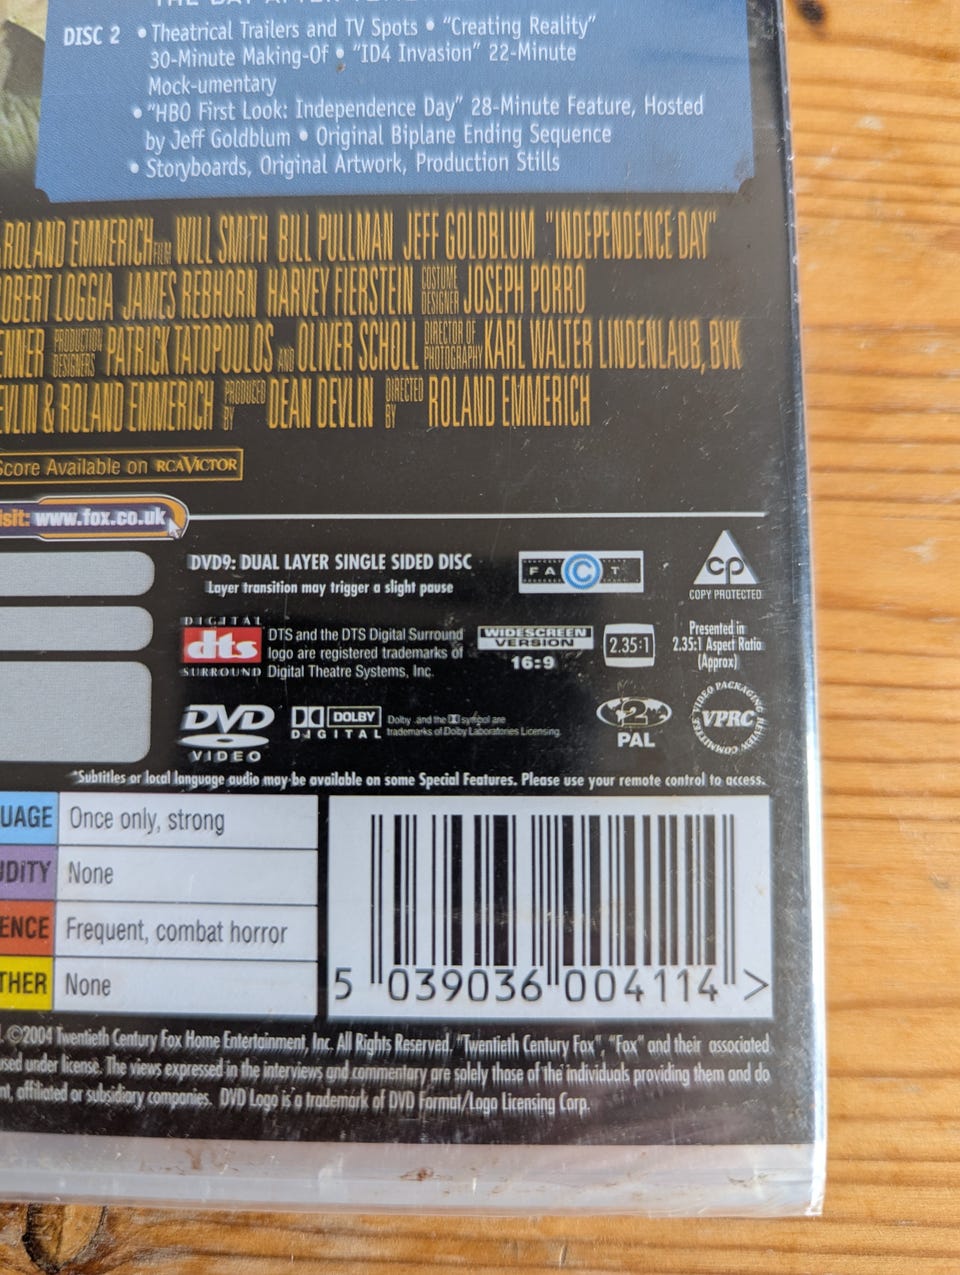 DISC 2 • Theatrical Trailers and TV Spots • "Creating Reality"
30-Minute Making-Of • "ID4 Invasion" 22-Minute
Mock-umentary
• "HBO First Look: Independence Day" 28-Minute Feature, Hosted
by Jeff Goldblum • Original Biplane Ending Sequence
• Storyboards, Original Artwork, Production Stills
ROLAND EMMERICH FILM WILL SMITH BILL PULLMAN JEFF GOLDBLUM "INDEPENDENCE DAY"
OBERT LOGGIA JAMES REBHORN HARVEY FIERSTEIN COSTUME DESIGNER JOSEPH PORRO
PRODUCTION DESIGNERS PATRICK TATOPOULOS AND OLIVER SCHOLL DIRECTOR OF PHOTOGRAPHY KARL WALTER LINDENLAUB, BVK
EVLIN & ROLAND EMMERICH PRODUCED BY DEAN DEVLIN DIRECTED BY ROLAND EMMERICH
Score Available on RCA VICTOR
isit: www.fox.co.uk
DVD9: DUAL LAYER SINGLE SIDED DISC
Layer transition may trigger a slight pause
FACT
CP
COPY PROTECTED
DIGITAL
dts
SURROUND
DTS and the DTS Digital Surround
logo are registered trademarks of
Digital Theatre Systems, Inc.
WIDESCREEN
VERSION
16:9
2.35:1
Presented in
2.35:1 Aspect Ratio
(Approx)
DVD
VIDEO
DOLBY
DIGITAL
Dolby and the DD symbol are
trademarks of Dolby Laboratories Licensing.
2
PAL
VIDEO PACKAGING REVIEW COMMITTEE
VPRC
*Subtitles or local language audio may be available on some Special Features. Please use your remote control to access.
UAGE Once only, strong
UDITY None
ENCE Frequent, combat horror
THER None
5 039036 004114 >
. ©2004 Twentieth Century Fox Home Entertainment, Inc. All Rights Reserved. "Twentieth Century Fox", "Fox" and their associated
sed under license. The views expressed in the interviews and commentary are solely those of the individuals providing them and do
nt, affiliated or subsidiary companies. DVD Logo is a trademark of DVD Format/Logo Licensing Corp.